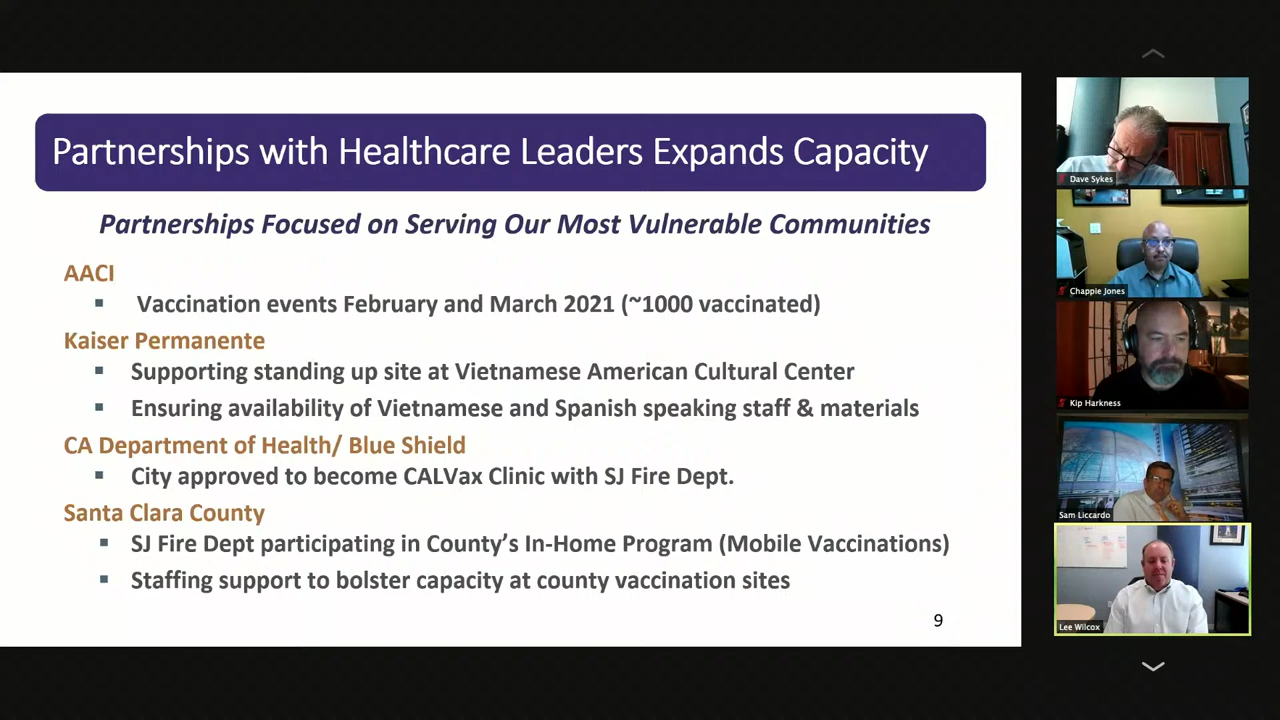 Partnerships with Healthcare Leaders Expands Capacity
Partnerships Focused on Serving Our Most Vulnerable Communities
AACI
▪ Vaccination events February and March 2021 (~1000 vaccinated)
Kaiser Permanente
▪ Supporting standing up site at Vietnamese American Cultural Center
▪ Ensuring availability of Vietnamese and Spanish speaking staff & materials
CA Department of Health/ Blue Shield
▪ City approved to become CALVax Clinic with SJ Fire Dept.
Santa Clara County
▪ SJ Fire Dept participating in County’s In-Home Program (Mobile Vaccinations)
▪ Staffing support to bolster capacity at county vaccination sites
9
Dave Sykes
Chappie Jones
Kip Harkness
Sam Liccardo
Lee Wilcox